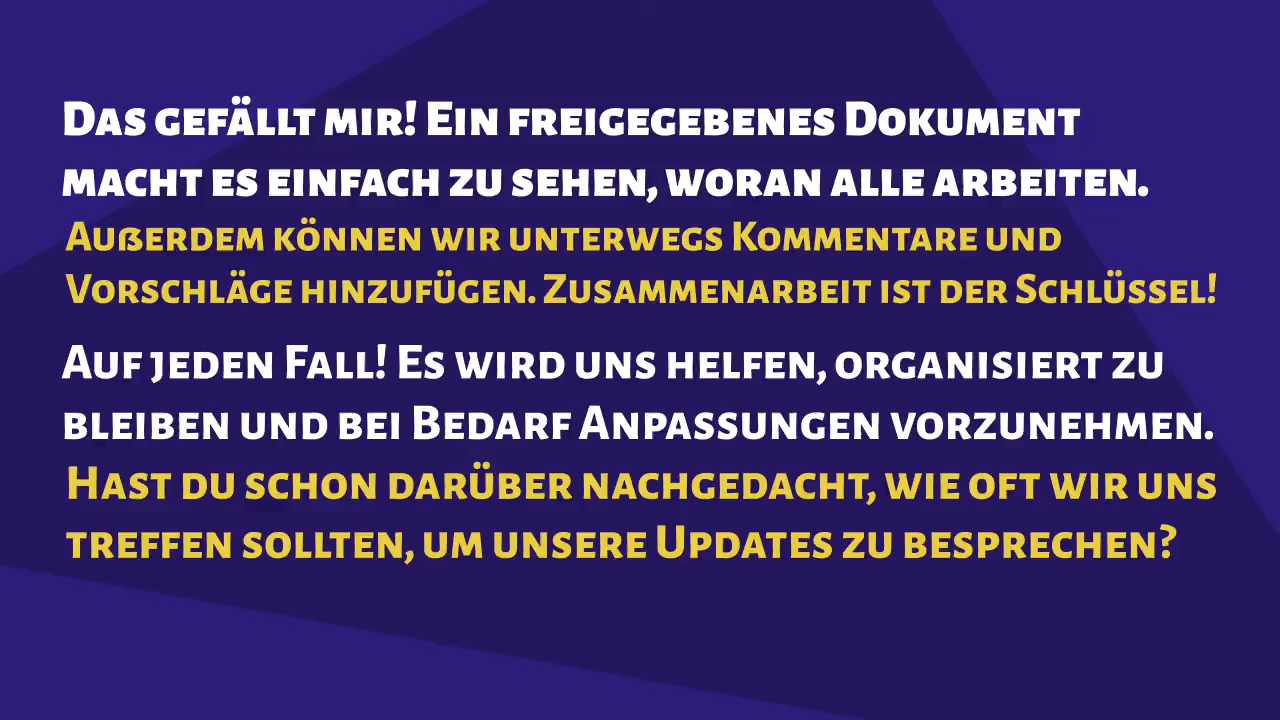 Das gefällt mir! Ein freigegebenes Dokument
macht es einfach zu sehen, woran alle arbeiten.
Außerdem können wir unterwegs Kommentare und
Vorschläge hinzufügen. Zusammenarbeit ist der Schlüssel!
Auf jeden Fall! Es wird uns helfen, organisiert zu
bleiben und bei Bedarf Anpassungen vorzunehmen.
Hast du schon darüber nachgedacht, wie oft wir uns
treffen sollten, um unsere Updates zu besprechen?